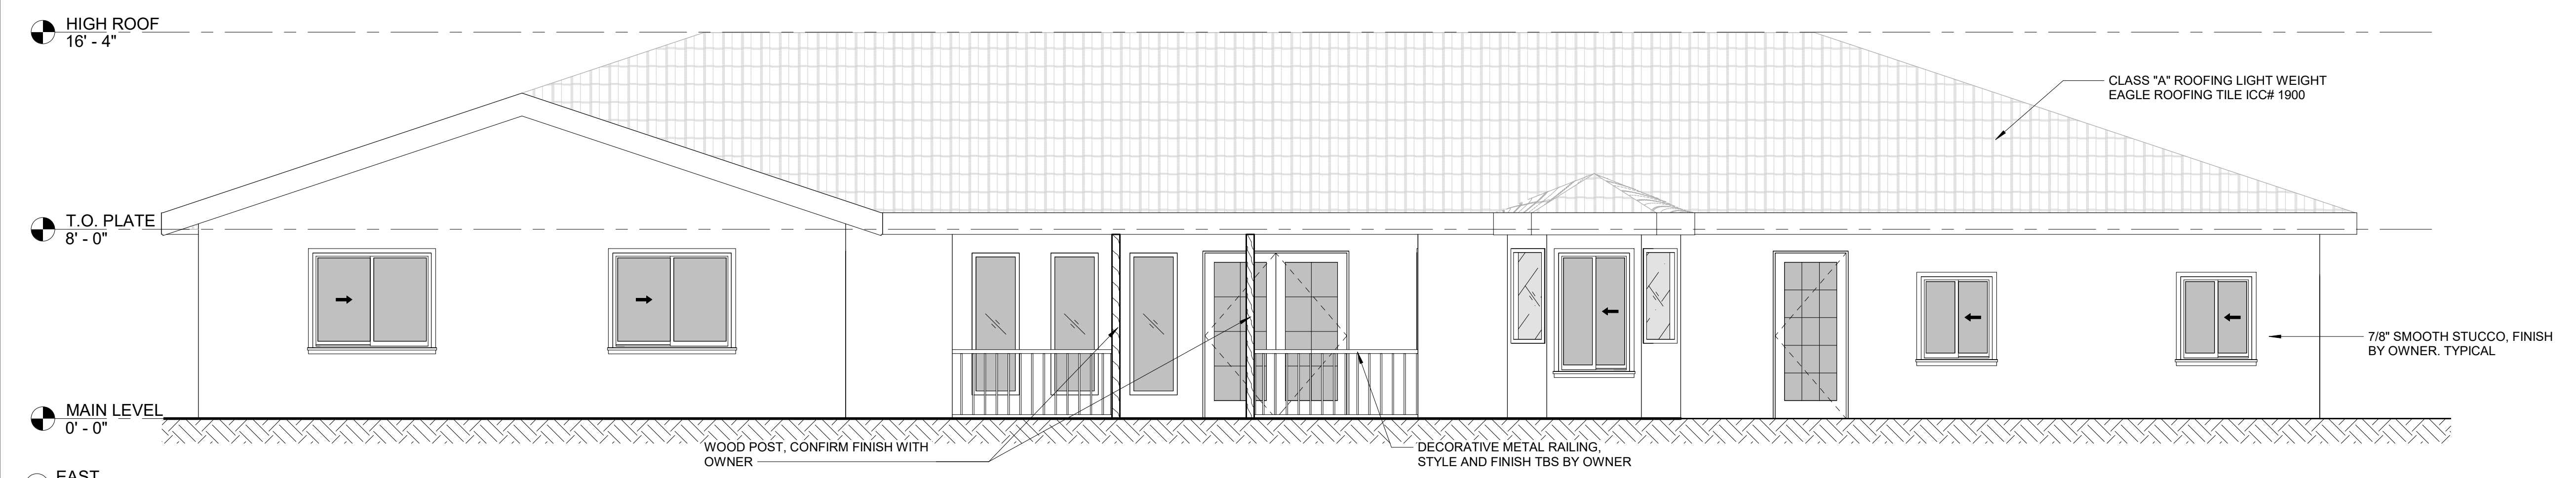 HIGH ROOF
16' - 4"
CLASS "A" ROOFING LIGHT WEIGHT
EAGLE ROOFING TILE ICC# 1900
T.O. PLATE
8' - 0"
7/8" SMOOTH STUCCO, FINISH
BY OWNER. TYPICAL
MAIN LEVEL
0' - 0"
WOOD POST, CONFIRM FINISH WITH
OWNER
DECORATIVE METAL RAILING,
STYLE AND FINISH TBS BY OWNER
EAST